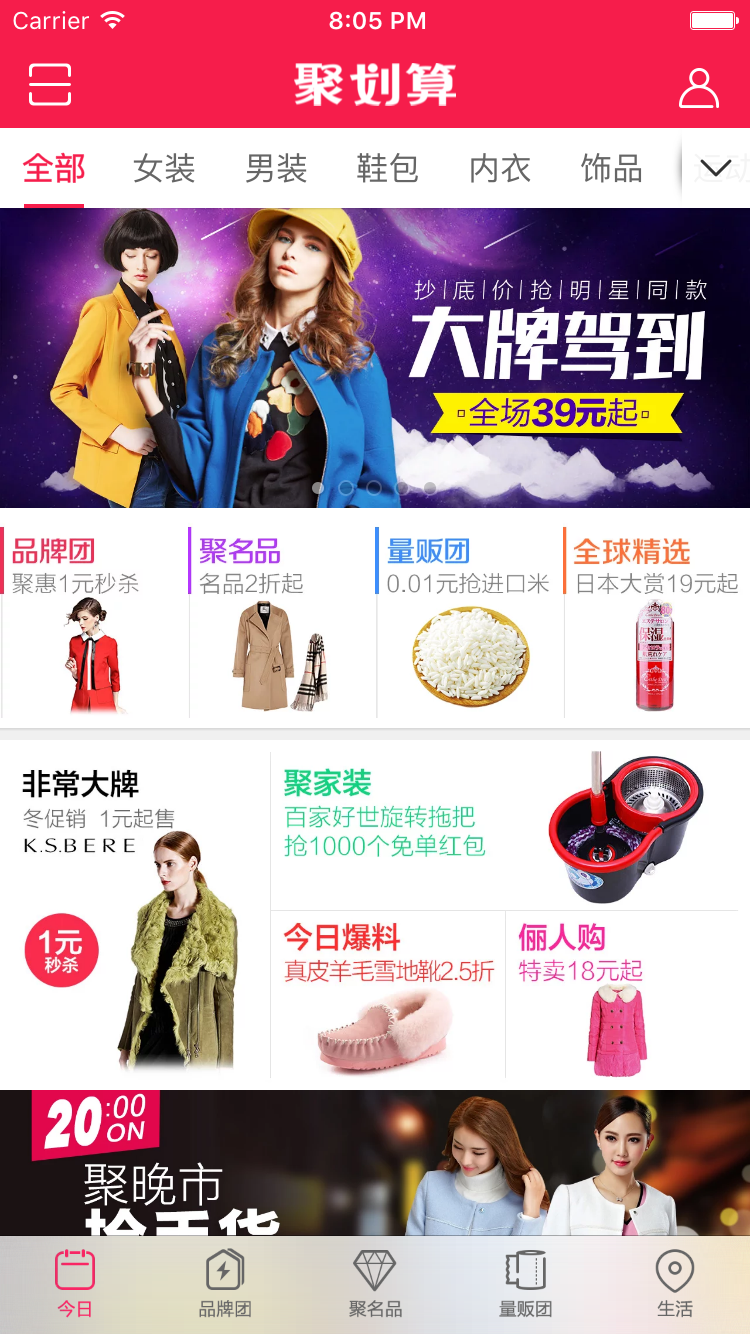 Carrier 8:05 PM
聚划算
全部 女装 男装 鞋包 内衣 饰品 运动
抄底价抢明星同款
大牌驾到
全场39元起
品牌团 聚名品 量贩团 全球精选
聚惠1元秒杀 名品2折起 0.01元抢进口米 日本大赏19元起
保湿
非常大牌
冬促销 1元起售
K.S.BERE
1元
秒杀
聚家装
百家好世旋转拖把
抢1000个免单红包
今日爆料
真皮羊毛雪地靴2.5折
俪人购
特卖18元起
20:00
ON
聚晚市
今日 品牌团 聚名品 量贩团 生活